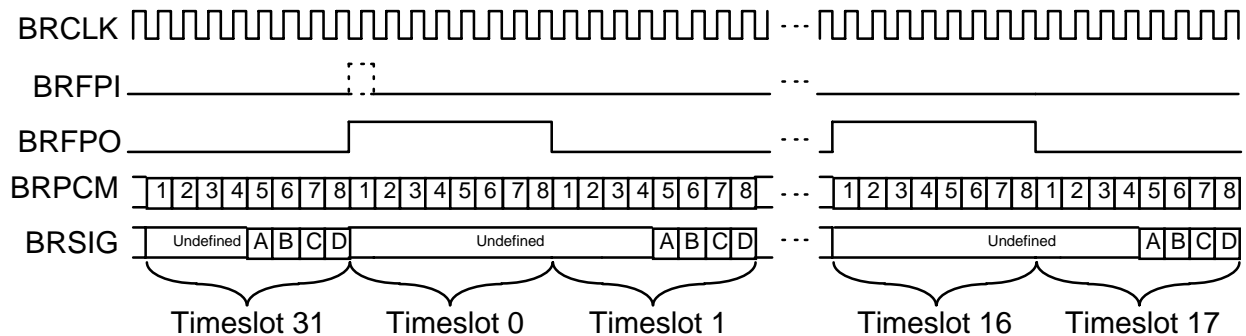 BRCLK ...
BRFPI ...
BRFPO ...
BRPCM 1 2 3 4 5 6 7 8 1 2 3 4 5 6 7 8 1 2 3 4 5 6 7 8 ... 1 2 3 4 5 6 7 8 1 2 3 4 5 6 7 8
BRSIG Undefined A B C D Undefined A B C D ... Undefined A B C D
Timeslot 31 Timeslot 0 Timeslot 1 Timeslot 16 Timeslot 17